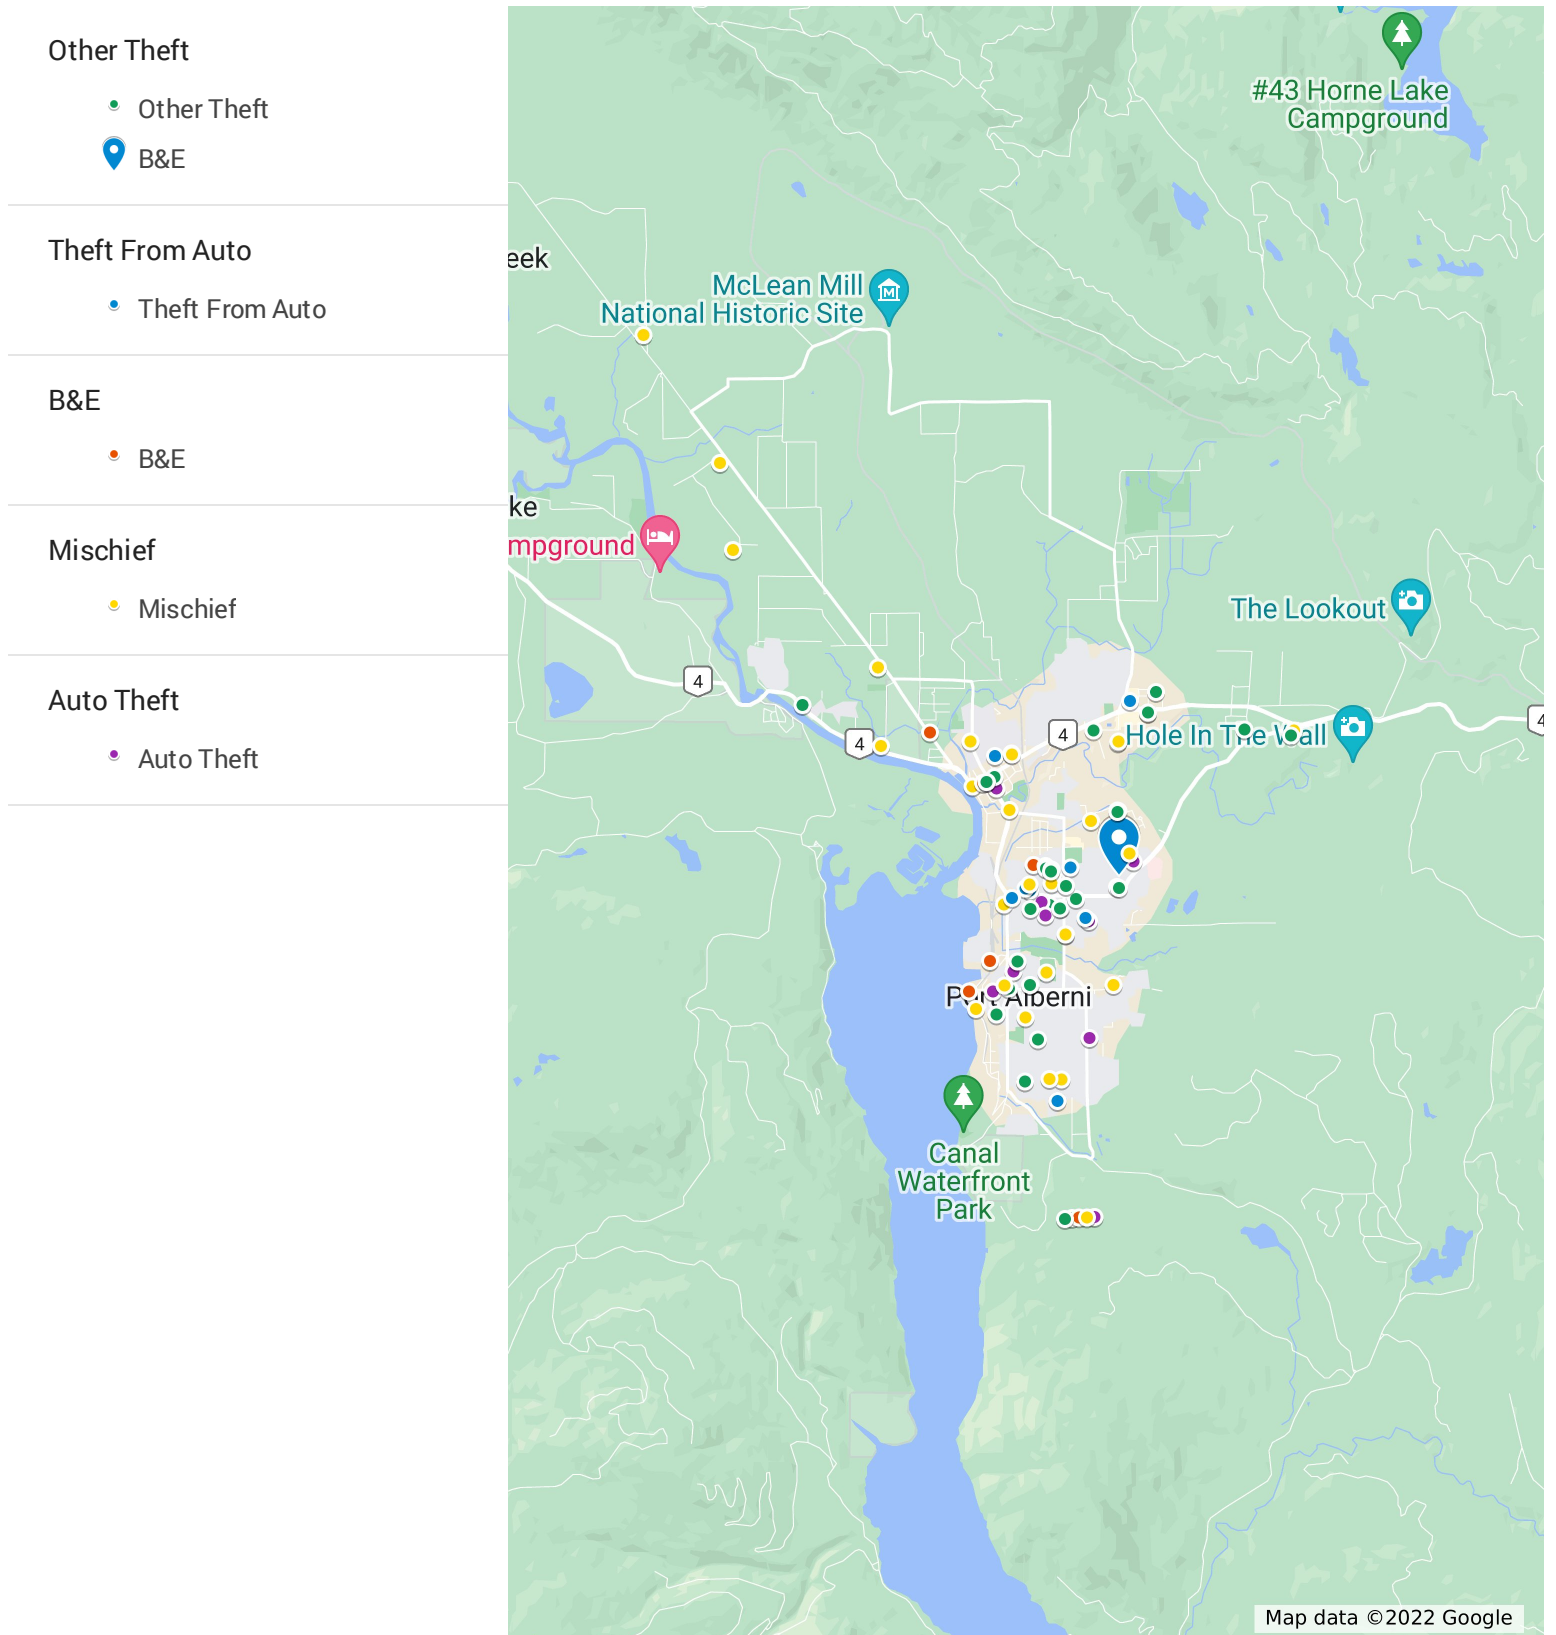 Other Theft
Other Theft
B&E
Theft From Auto
Theft From Auto
B&E
B&E
Mischief
Mischief
Auto Theft
Auto Theft
#43 Horne Lake
Campground
eek
McLean Mill
National Historic Site
ke
mpground
The Lookout
4
4
4
4
Hole In The Wall
Port Alberni
Canal
Waterfront
Park
Map data ©2022 Google